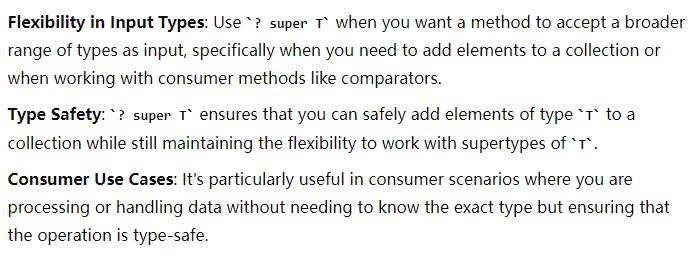 Flexibility in Input Types: Use `? super T` when you want a method to accept a broader
range of types as input, specifically when you need to add elements to a collection or
when working with consumer methods like comparators.
Type Safety: `? super T` ensures that you can safely add elements of type `T` to a
collection while still maintaining the flexibility to work with supertypes of `T`.
Consumer Use Cases: It's particularly useful in consumer scenarios where you are
processing or handling data without needing to know the exact type but ensuring that
the operation is type-safe.